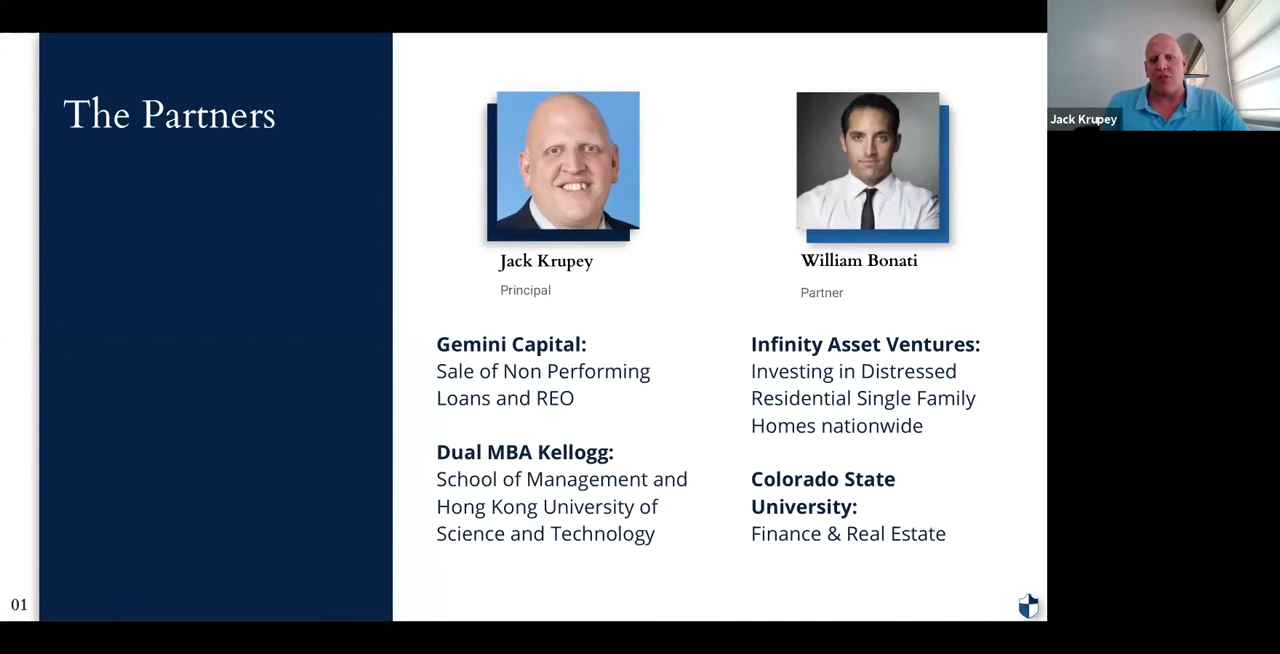 The Partners
Jack Krupey
Principal
Gemini Capital:
Sale of Non Performing
Loans and REO
Dual MBA Kellogg:
School of Management and
Hong Kong University of
Science and Technology
William Bonati
Partner
Infinity Asset Ventures:
Investing in Distressed
Residential Single Family
Homes nationwide
Colorado State
University:
Finance & Real Estate
01
Jack Krupey